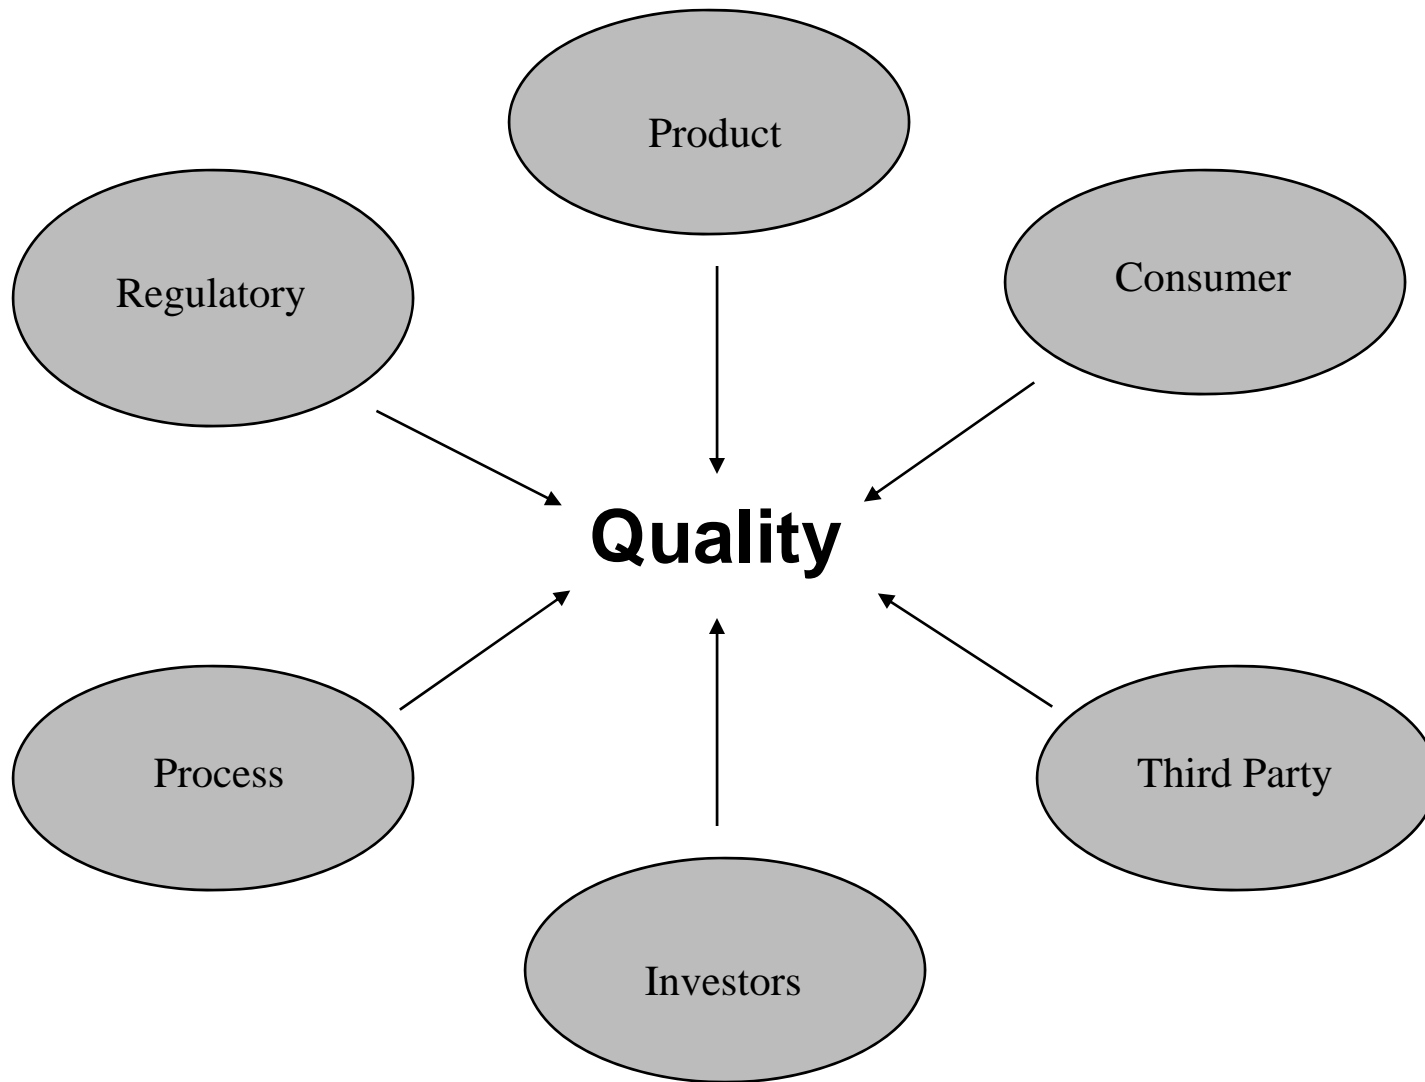 Product
Regulatory
Consumer
Quality
Process
Third Party
Investors